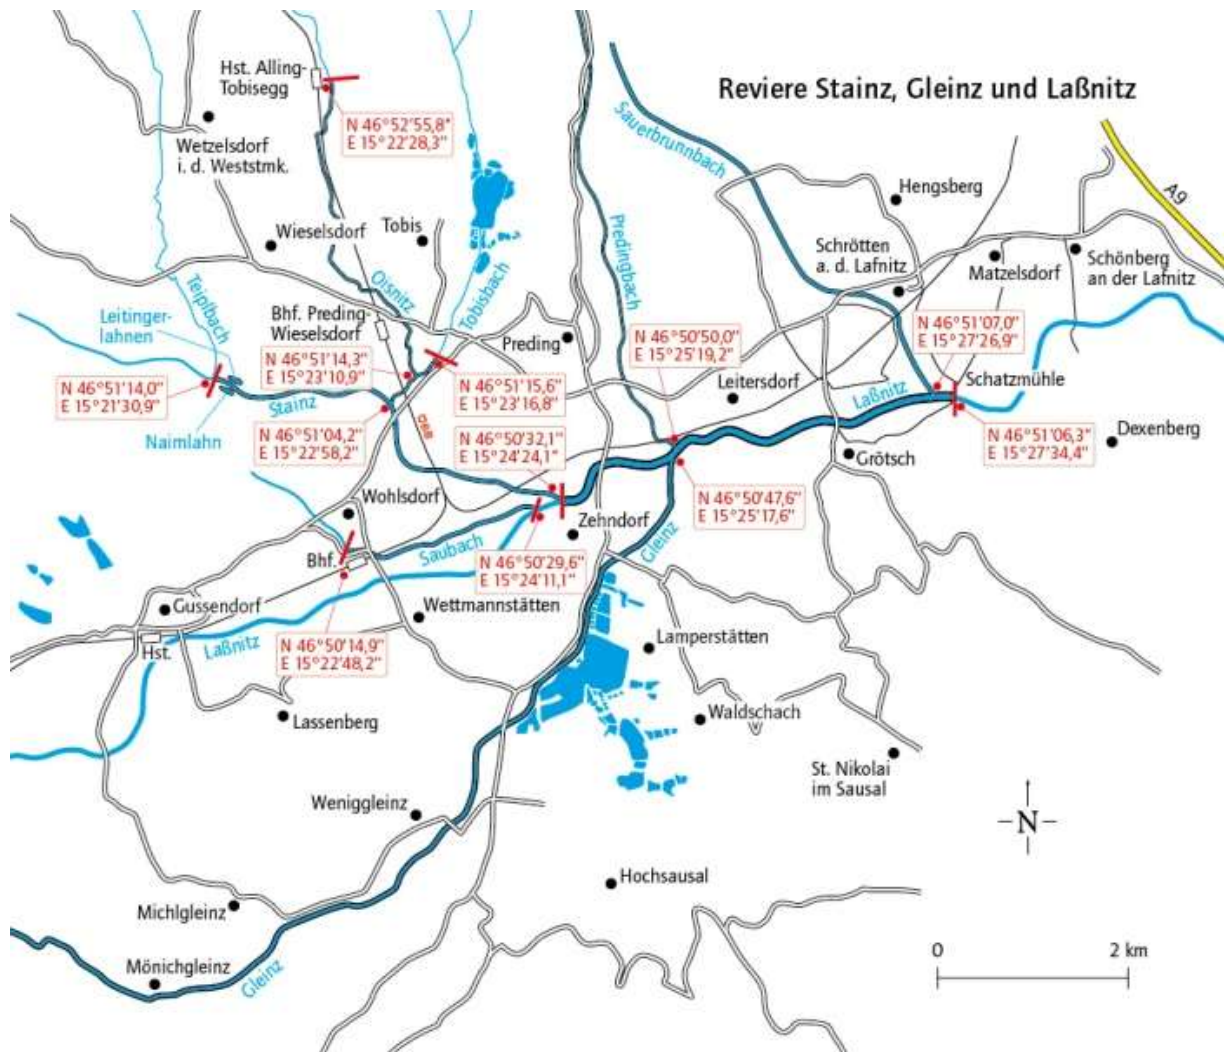 Reviere Stainz, Gleinz und Laßnitz
Hst. Alling-
Tobisegg
N 46°52'55,8"
E 15°22'28,3"
Wetzelsdorf
i. d. Weststmk.
Sauerbrunnbach
A9
Hengsberg
Wieselsdorf
Tobis
Predingbach
Schrötten
a. d. Lafnitz
Matzelsdorf
Schönberg
an der Lafnitz
Teiplbach
Oisnitz
Tobisbach
Leitinger-
lahnen
Bhf. Preding-
Wieselsdorf
Preding
N 46°50'50,0"
E 15°25'19,2"
N 46°51'07,0"
E 15°27'26,9"
N 46°51'14,3"
E 15°23'10,9"
N 46°51'14,0"
E 15°21'30,9"
N 46°51'15,6"
E 15°23'16,8"
Leitersdorf
Schatzmühle
Laßnitz
Stainz
Naimlahn
N 46°51'04,2"
E 15°22'58,2"
GKB
N 46°50'32,1"
E 15°24'24,1"
N 46°51'06,3"
E 15°27'34,4"
Dexenberg
Grötsch
N 46°50'47,6"
E 15°25'17,6"
Wohlsdorf
Zehndorf
Gleinz
Saubach
Bhf.
N 46°50'29,6"
E 15°24'11,1"
Gussendorf
Wettmannstätten
Hst.
Laßnitz
N 46°50'14,9"
E 15°22'48,2"
Lamperstätten
Lassenberg
Waldschach
St. Nikolai
im Sausal
Weniggleinz
N
Hochsausal
Michlgleinz
Mönichgleinz
Gleinz
0 2 km